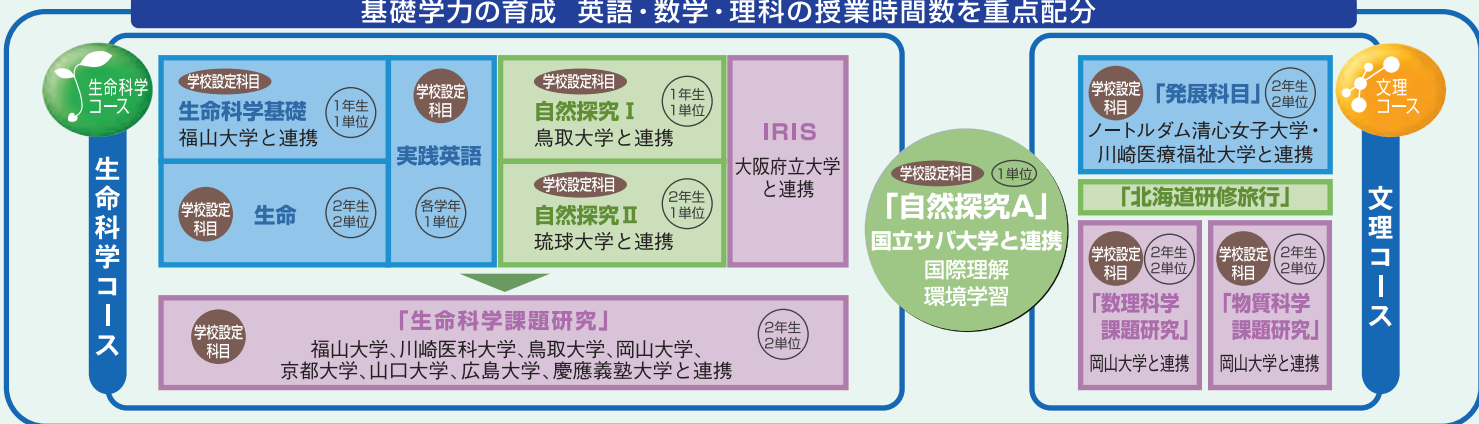 基礎学力の育成 英語・数学・理科の授業時間数を重点配分
生命科学
コース
生命科学コース
学校設定科目
生命科学基礎
1年生
1単位
福山大学と連携
学校設定
科目
生命
2年生
2単位
学校設定
科目
実践英語
各学年
1単位
学校設定科目
自然探究Ⅰ
1年生
1単位
鳥取大学と連携
学校設定科目
自然探究Ⅱ
2年生
1単位
琉球大学と連携
IRIS
大阪府立大学
と連携
学校設定
科目
「生命科学課題研究」
2年生
2単位
福山大学、川崎医科大学、鳥取大学、岡山大学、
京都大学、山口大学、広島大学、慶應義塾大学と連携
学校設定科目
1単位
「自然探究A」
国立サバ大学と連携
国際理解
環境学習
文理
コース
文理コース
学校設定
科目
「発展科目」
2年生
2単位
ノートルダム清心女子大学・
川崎医療福祉大学と連携
「北海道研修旅行」
学校設定
科目
2年生
2単位
「数理科学
課題研究」
岡山大学と連携
学校設定
科目
2年生
2単位
「物質科学
課題研究」
岡山大学と連携